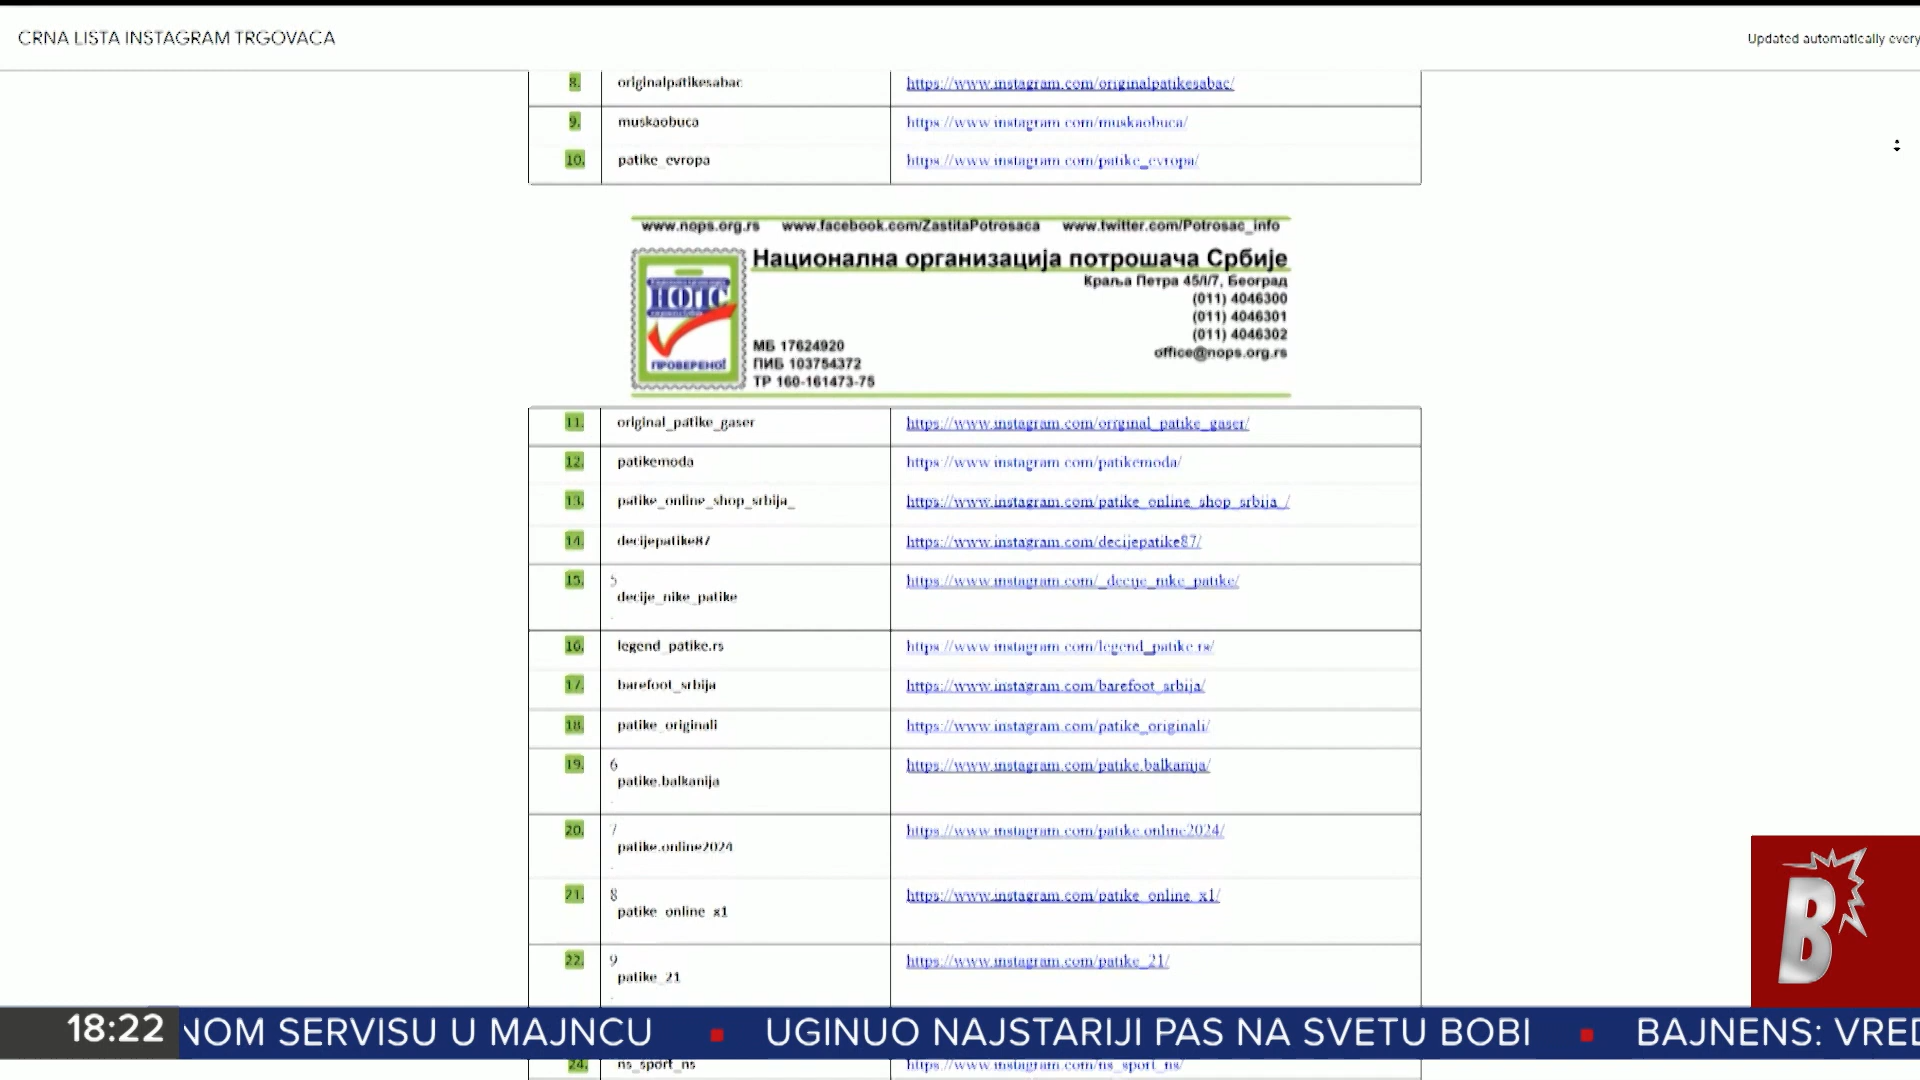 CRNA LISTA INSTAGRAM TRGOVACA
Updated automatically every
8. originalpatikesabac https://www.instagram.com/originalpatikesabac/
9. muskaobuca https://www.instagram.com/muskaobuca/
10. patike_evropa https://www.instagram.com/patike_evropa/
www.nops.org.rs www.facebook.com/ZastitaPotrosaca www.twitter.com/Potrosac_info
Национална организација потрошача Србије
Краља Петра 45/I/7, Београд
(011) 4046300
(011) 4046301
(011) 4046302
office@nops.org.rs
НОПС
ПРОВЕРЕНО!
МБ 17624920
ПИБ 103754372
ТР 160-161473-75
11. original_patike_gaser https://www.instagram.com/original_patike_gaser/
12. patikemoda https://www.instagram.com/patikemoda/
13. patike_online_shop_srbija_ https://www.instagram.com/patike_online_shop_srbija_/
14. decijepatike87 https://www.instagram.com/decijepatike87/
15. 5 https://www.instagram.com/_decije_nike_patike/
decije_nike_patike
16. legend_patike.rs https://www.instagram.com/legend_patike.rs/
17. barefoot_srbija https://www.instagram.com/barefoot_srbija/
18. patike_originali https://www.instagram.com/patike_originali/
19. 6 https://www.instagram.com/patike.balkanija/
patike.balkanija
20. 7 https://www.instagram.com/patike.online2024/
patike.online2024
21. 8 https://www.instagram.com/patike_online_x1/
patike_online_x1
22. 9 https://www.instagram.com/patike_21/
patike_21
B
18:22 NOM SERVISU U MAJNCU ▪ UGINUO NAJSTARIJI PAS NA SVETU BOBI ▪ BAJNENS: VRED
24. ns_sport_ns https://www.instagram.com/ns_sport_ns/